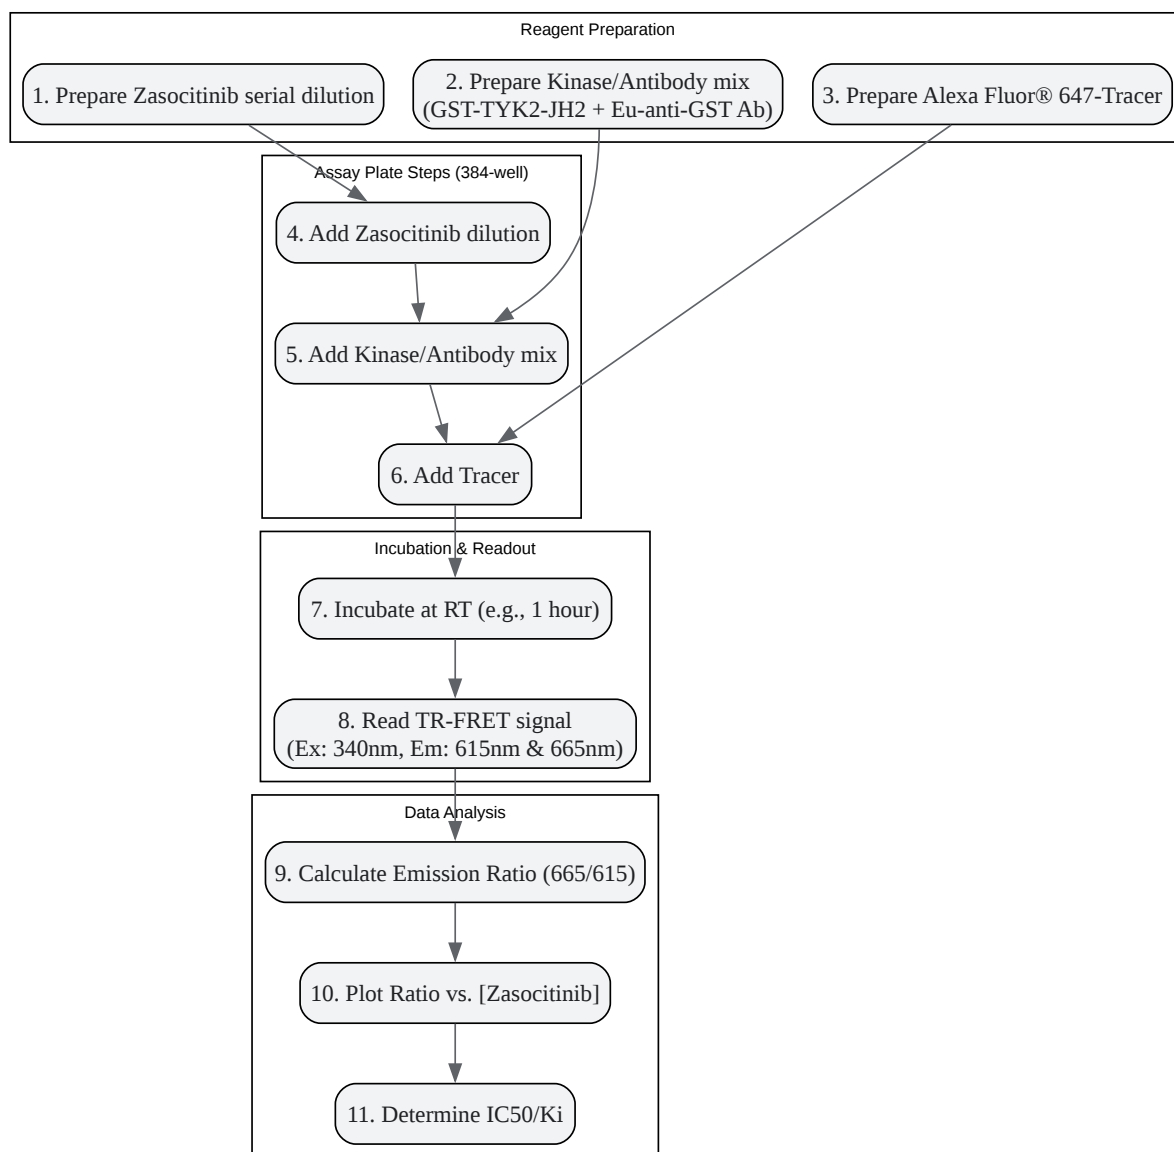 Reagent Preparation
1. Prepare Zasocitinib serial dilution
2. Prepare Kinase/Antibody mix
(GST-TYK2-JH2 + Eu-anti-GST Ab)
3. Prepare Alexa Fluor® 647-Tracer
Assay Plate Steps (384-well)
4. Add Zasocitinib dilution
5. Add Kinase/Antibody mix
6. Add Tracer
Incubation & Readout
7. Incubate at RT (e.g., 1 hour)
8. Read TR-FRET signal
(Ex: 340nm, Em: 615nm & 665nm)
Data Analysis
9. Calculate Emission Ratio (665/615)
10. Plot Ratio vs. [Zasocitinib]
11. Determine IC50/Ki